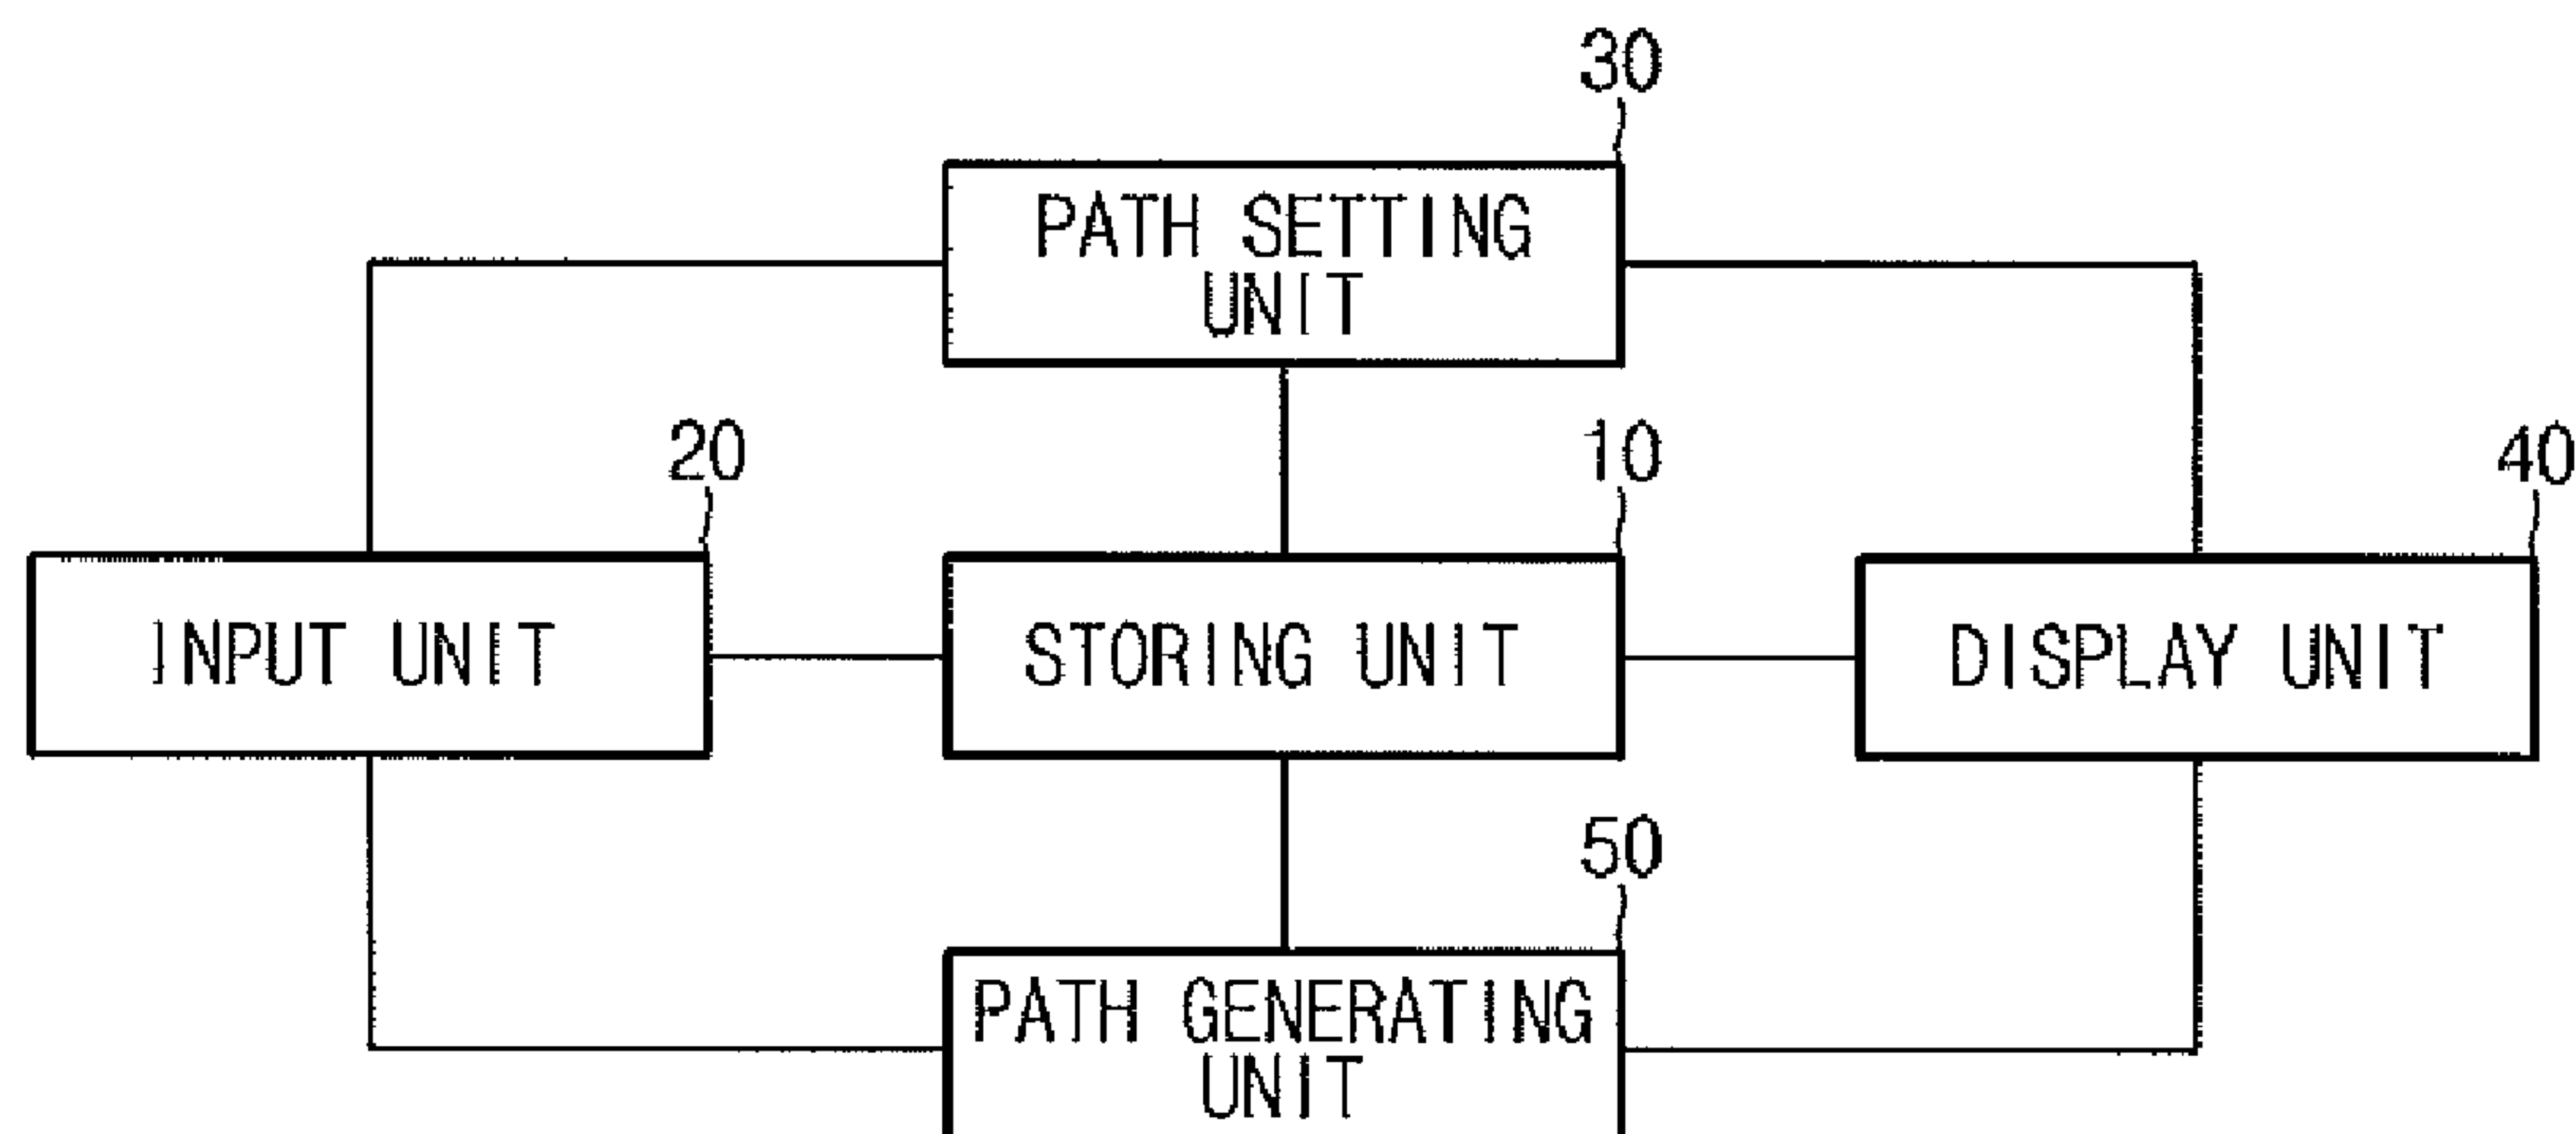 30
PATH SETTING
UNIT
20
10
40
INPUT UNIT
STORING UNIT
DISPLAY UNIT
50
PATH GENERATING
UNIT